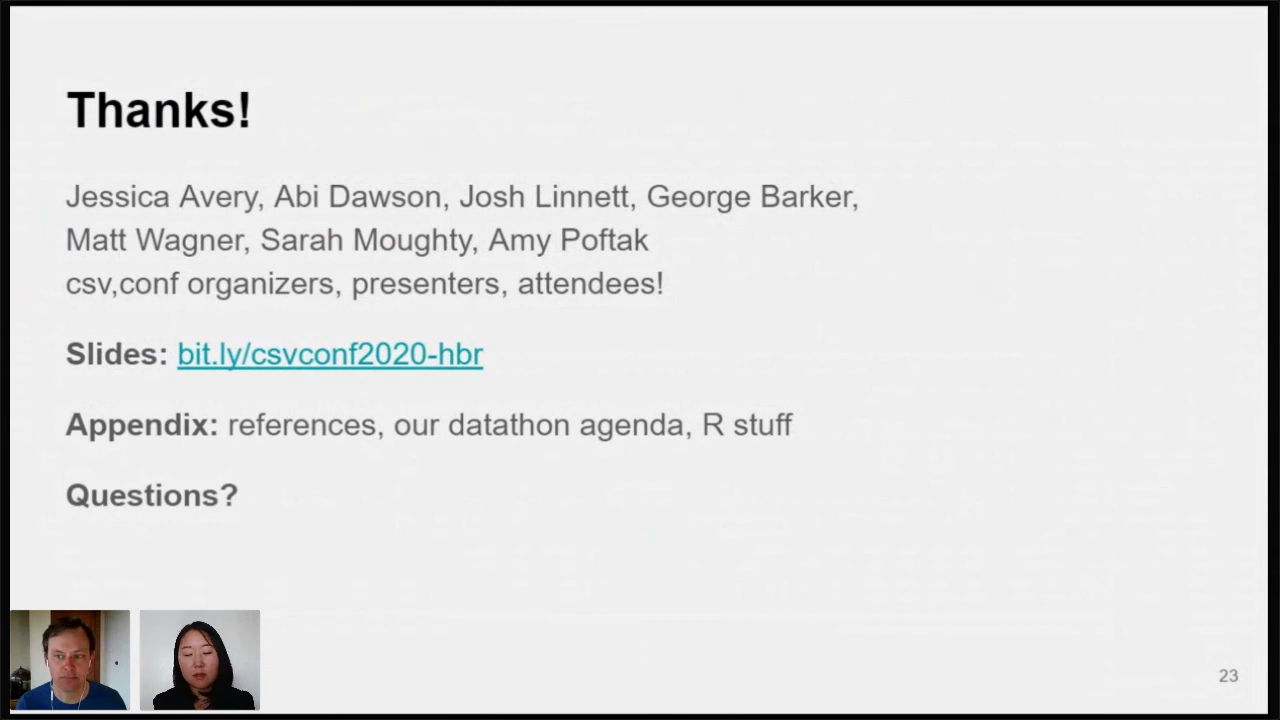 Thanks!
Jessica Avery, Abi Dawson, Josh Linnett, George Barker,
Matt Wagner, Sarah Moughty, Amy Poftak
csv,conf organizers, presenters, attendees!
Slides: bit.ly/csvconf2020-hbr
Appendix: references, our datathon agenda, R stuff
Questions?
23